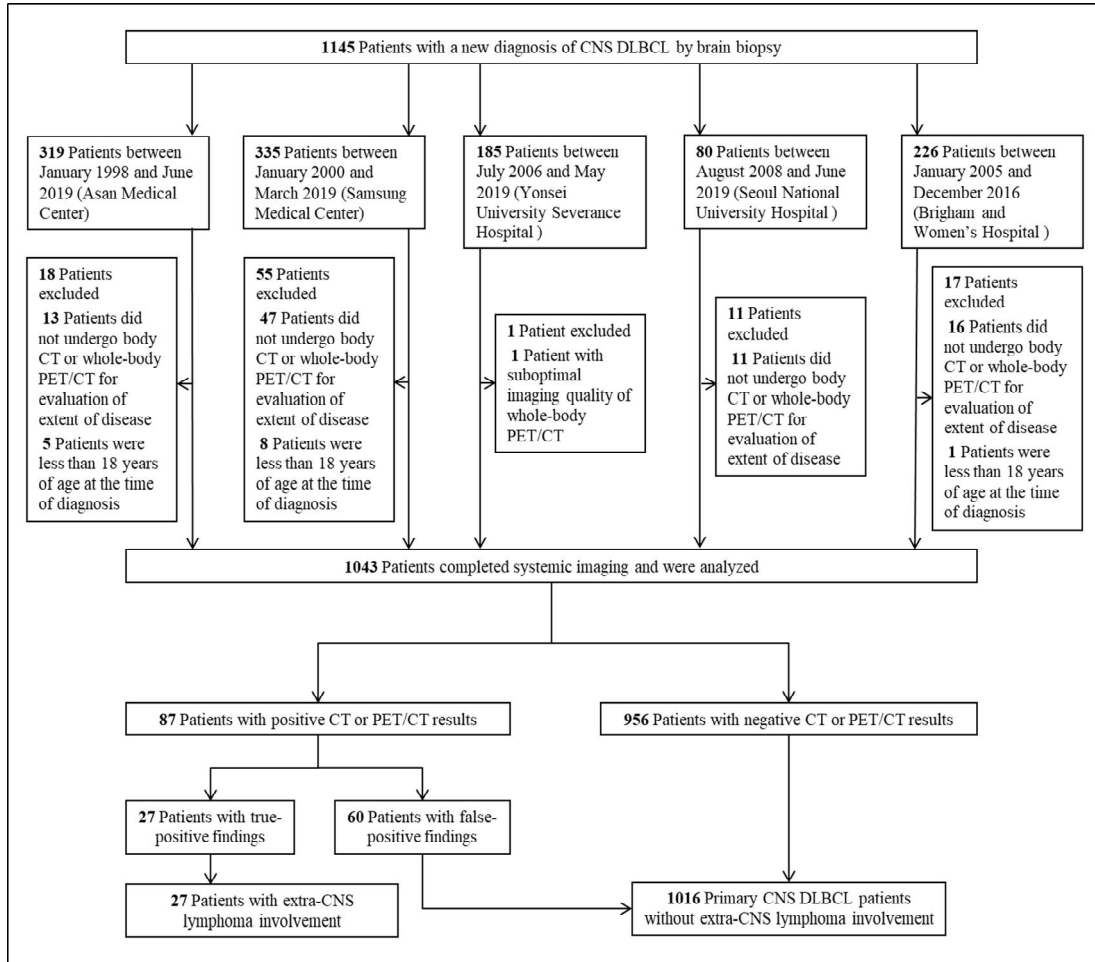 1145 Patients with a new diagnosis of CNS DLBCL by brain biopsy
319 Patients between
January 1998 and June
2019 (Asan Medical
Center)
335 Patients between
January 2000 and
March 2019 (Samsung
Medical Center)
185 Patients between
July 2006 and May
2019 (Yonsei
University Severance
Hospital )
80 Patients between
August 2008 and June
2019 (Seoul National
University Hospital )
226 Patients between
January 2005 and
December 2016
(Brigham and
Women's Hospital )
18 Patients
excluded
13 Patients did
not undergo body
CT or whole-body
PET/CT for
evaluation of
extent of disease
5 Patients were
less than 18 years
of age at the time
of diagnosis
55 Patients
excluded
47 Patients did
not undergo body
CT or whole-body
PET/CT for
evaluation of
extent of disease
8 Patients were
less than 18 years
of age at the time
of diagnosis
1 Patient excluded
1 Patient with
suboptimal
imaging quality of
whole-body
PET/CT
11 Patients
excluded
11 Patients did
not undergo body
CT or whole-body
PET/CT for
evaluation of
extent of disease
17 Patients
excluded
16 Patients did
not undergo body
CT or whole-body
PET/CT for
evaluation of
extent of disease
1 Patients were
less than 18 years
of age at the time
of diagnosis
1043 Patients completed systemic imaging and were analyzed
87 Patients with positive CT or PET/CT results
956 Patients with negative CT or PET/CT results
27 Patients with true-
positive findings
60 Patients with false-
positive findings
27 Patients with extra-CNS
lymphoma involvement
1016 Primary CNS DLBCL patients
without extra-CNS lymphoma involvement